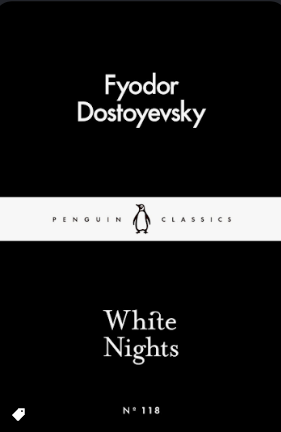 Fyodor
Dostoyevsky
PENGUIN CLASSICS
White
Nights
Nº 118